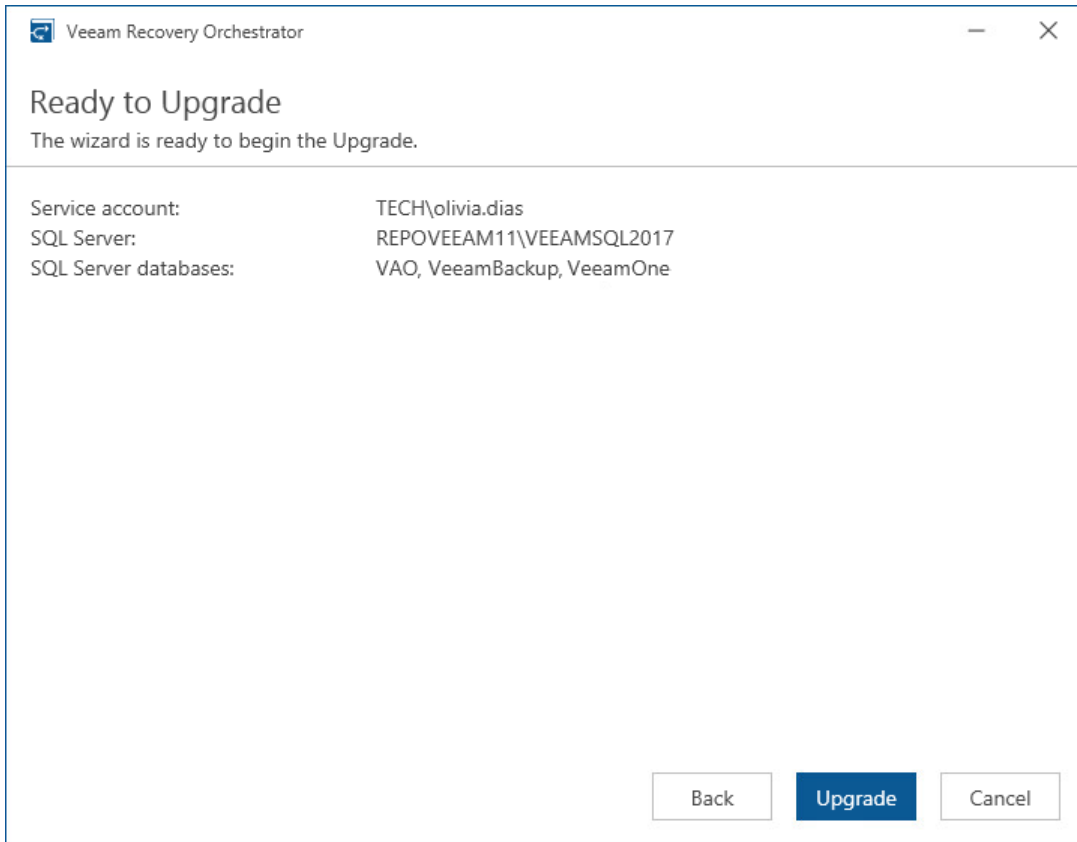 Veeam Recovery Orchestrator
Ready to Upgrade
The wizard is ready to begin the Upgrade.
Service account: TECH\olivia.dias
SQL Server: REPOVEEAM11\VEEAMSQL2017
SQL Server databases: VAO, VeeamBackup, VeeamOne
Back Upgrade Cancel